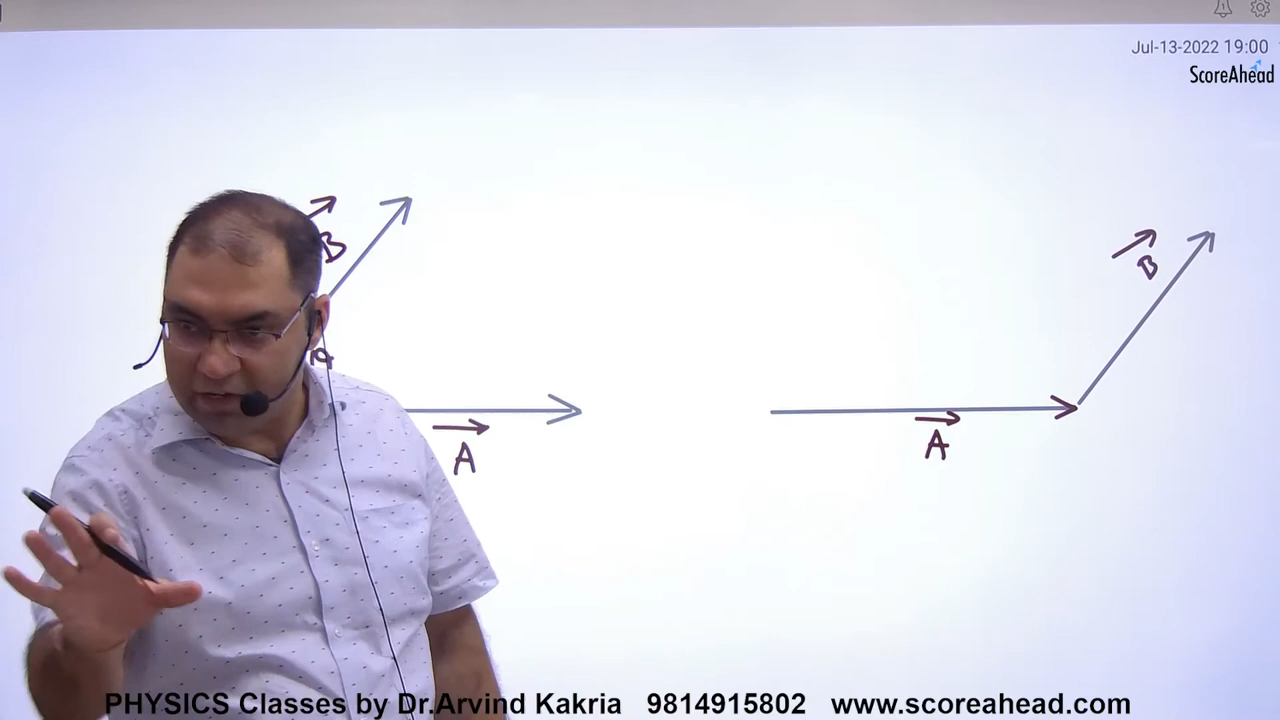 Jul-13-2022 19:00
ScoreAhead
B
B
A
A
PHYSICS Classes by Dr.Arvind Kakria 9814915802 www.scoreahead.com